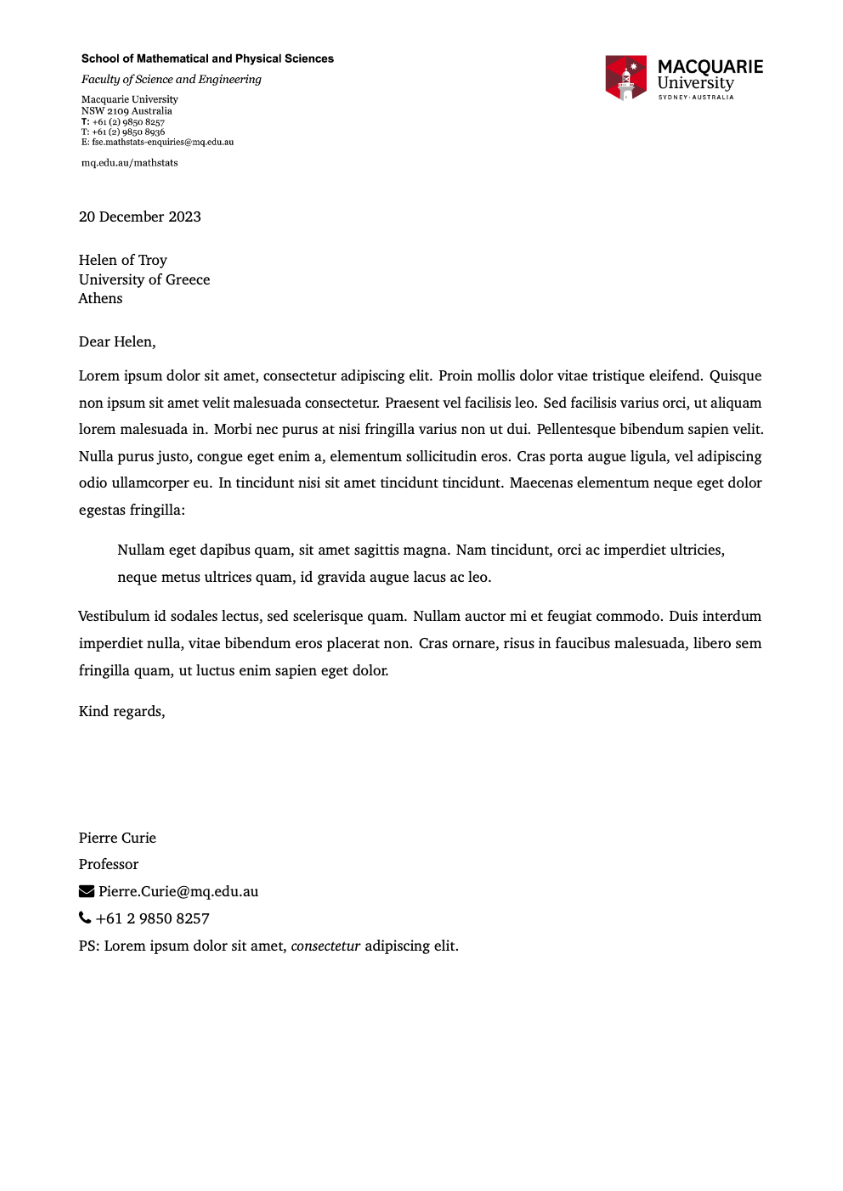 School of Mathematical and Physical Sciences
Faculty of Science and Engineering
Macquarie University
NSW 2109 Australia
T: +61 (2) 9850 8257
T: +61 (2) 9850 8936
E: fse.mathstats-enquiries@mq.edu.au
mq.edu.au/mathstats
MACQUARIE
University
SYDNEY·AUSTRALIA
20 December 2023
Helen of Troy
University of Greece
Athens
Dear Helen,
Lorem ipsum dolor sit amet, consectetur adipiscing elit. Proin mollis dolor vitae tristique eleifend. Quisque
non ipsum sit amet velit malesuada consectetur. Praesent vel facilisis leo. Sed facilisis varius orci, ut aliquam
lorem malesuada in. Morbi nec purus at nisi fringilla varius non ut dui. Pellentesque bibendum sapien velit.
Nulla purus justo, congue eget enim a, elementum sollicitudin eros. Cras porta augue ligula, vel adipiscing
odio ullamcorper eu. In tincidunt nisi sit amet tincidunt tincidunt. Maecenas elementum neque eget dolor
egestas fringilla:
Nullam eget dapibus quam, sit amet sagittis magna. Nam tincidunt, orci ac imperdiet ultricies,
neque metus ultrices quam, id gravida augue lacus ac leo.
Vestibulum id sodales lectus, sed scelerisque quam. Nullam auctor mi et feugiat commodo. Duis interdum
imperdiet nulla, vitae bibendum eros placerat non. Cras ornare, risus in faucibus malesuada, libero sem
fringilla quam, ut luctus enim sapien eget dolor.
Kind regards,
Pierre Curie
Professor
Pierre.Curie@mq.edu.au
+61 2 9850 8257
PS: Lorem ipsum dolor sit amet, consectetur adipiscing elit.